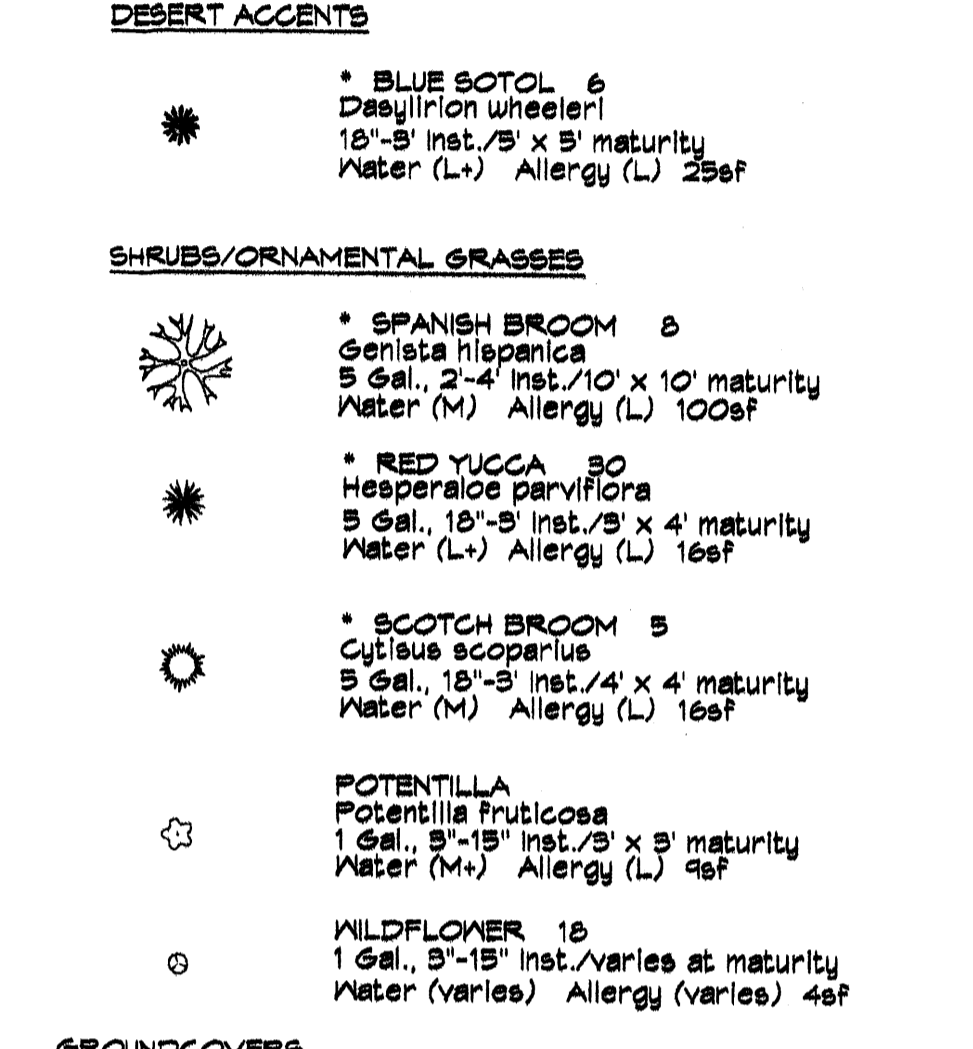 DESERT ACCENTS
* BLUE SOTOL 6
Dasylirion wheeleri
18"-3' Inst./5' x 5' maturity
Water (L+) Allergy (L) 25sf
SHRUBS/ORNAMENTAL GRASSES
* SPANISH BROOM 8
Genista hispanica
5 Gal., 2'-4' Inst./10' x 10' maturity
Water (M) Allergy (L) 100sf
* RED YUCCA 30
Hesperaloe parviflora
5 Gal., 18"-3' Inst./3' x 4' maturity
Water (L+) Allergy (L) 16sf
* SCOTCH BROOM 5
Cytisus scoparius
5 Gal., 18"-3' Inst./4' x 4' maturity
Water (M) Allergy (L) 16sf
POTENTILLA
Potentilla fruticosa
1 Gal., 3"-15" Inst./3' x 3' maturity
Water (M+) Allergy (L) 9sf
WILDFLOWER 18
1 Gal., 3"-15" Inst./varies at maturity
Water (varies) Allergy (varies) 4sf
GROUNDCOVERS